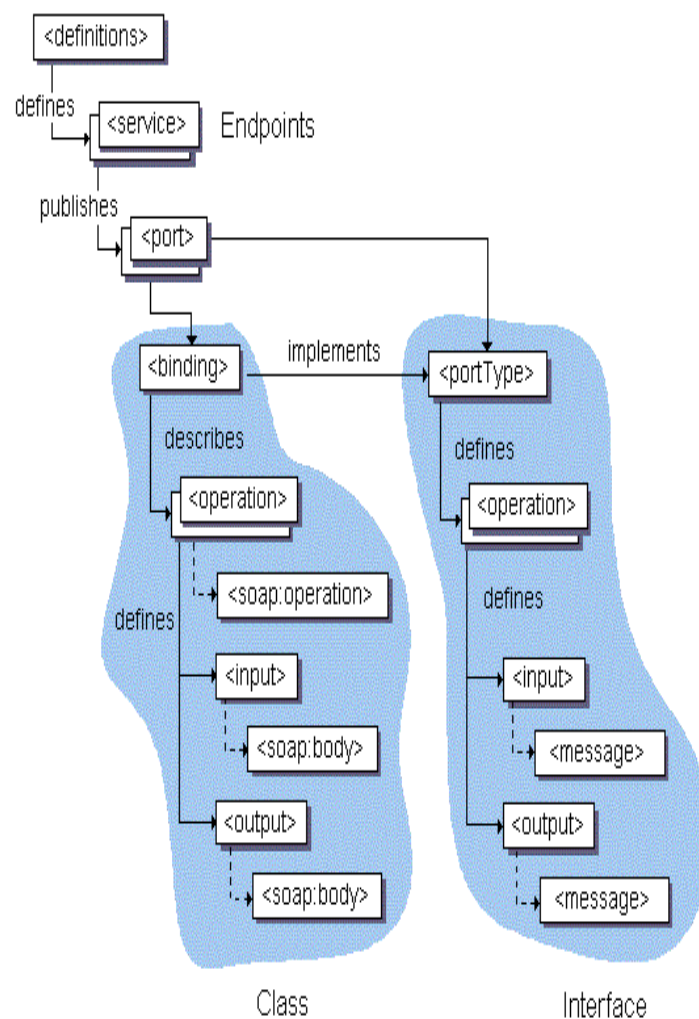 <definitions>
defines
<service>
Endpoints
publishes
<port>
<binding>
implements
<portType>
describes
defines
<operation>
<operation>
<soap:operation>
defines
defines
<input>
<input>
<soap:body>
<message>
<output>
<output>
<soap:body>
<message>
Class
Interface